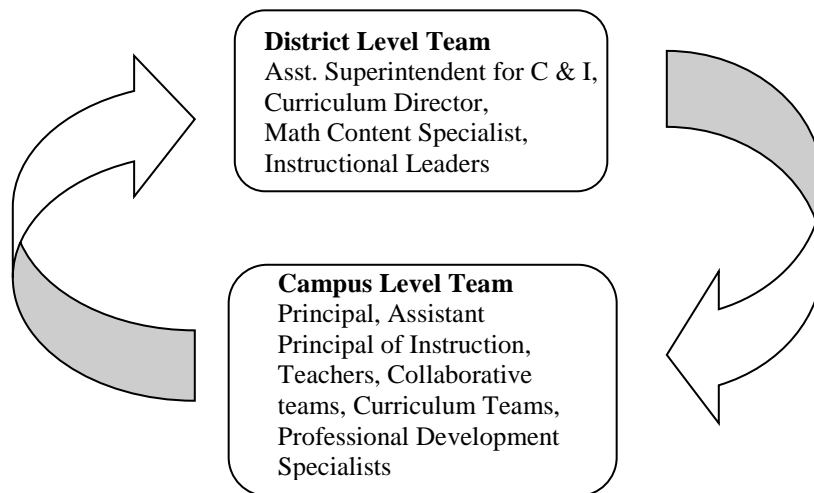 District Level Team
Asst. Superintendent for C & I,
Curriculum Director,
Math Content Specialist,
Instructional Leaders
Campus Level Team
Principal, Assistant
Principal of Instruction,
Teachers, Collaborative
teams, Curriculum Teams,
Professional Development
Specialists